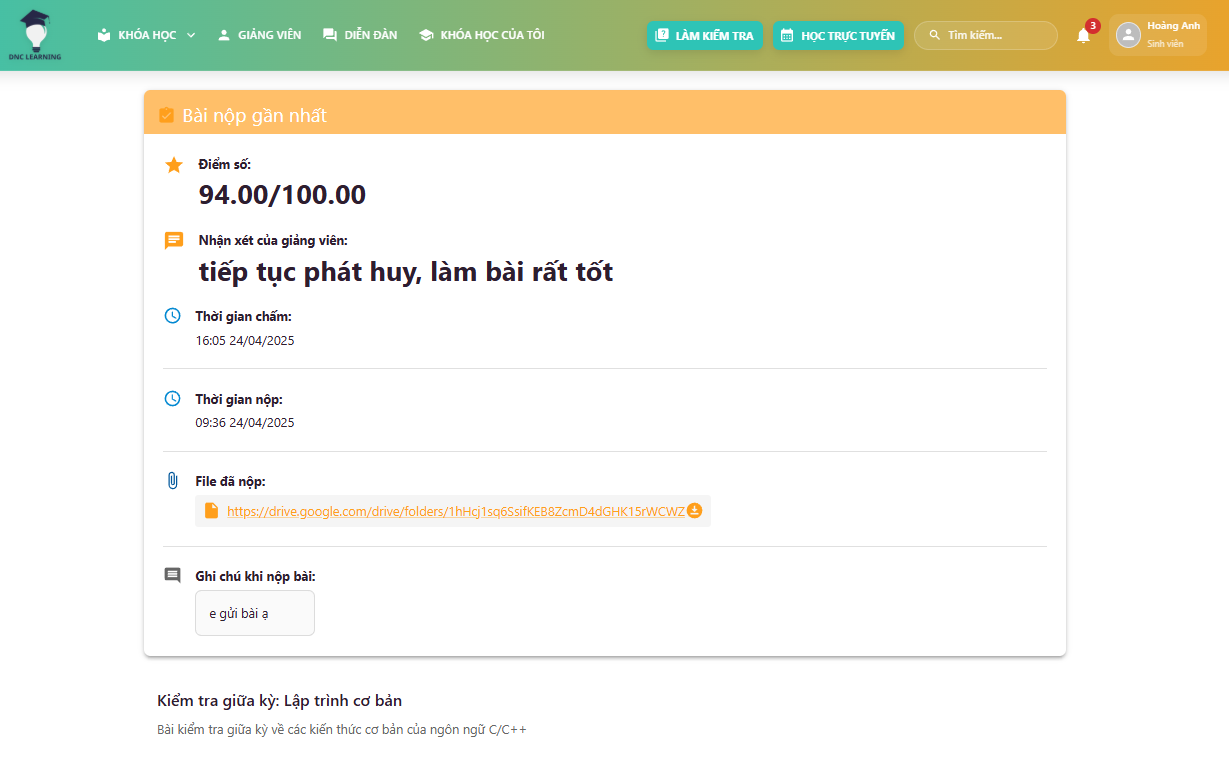 DNC LEARNING
KHÓA HỌC
GIẢNG VIÊN
DIỄN ĐÀN
KHÓA HỌC CỦA TÔI
LÀM KIỂM TRA
HỌC TRỰC TUYẾN
Tìm kiếm...
3
Hoảng Anh
Sinh viên
Bài nộp gần nhất
Điểm số:
94.00/100.00
Nhận xét của giảng viên:
tiếp tục phát huy, làm bài rất tốt
Thời gian chấm:
16:05 24/04/2025
Thời gian nộp:
09:36 24/04/2025
File đã nộp:
https://drive.google.com/drive/folders/1hHcj1sq6SsifKEB8ZcmD4dGHK15rWCWZ
Ghi chú khi nộp bài:
e gửi bài ạ
Kiểm tra giữa kỳ: Lập trình cơ bản
Bài kiểm tra giữa kỳ về các kiến thức cơ bản của ngôn ngữ C/C++